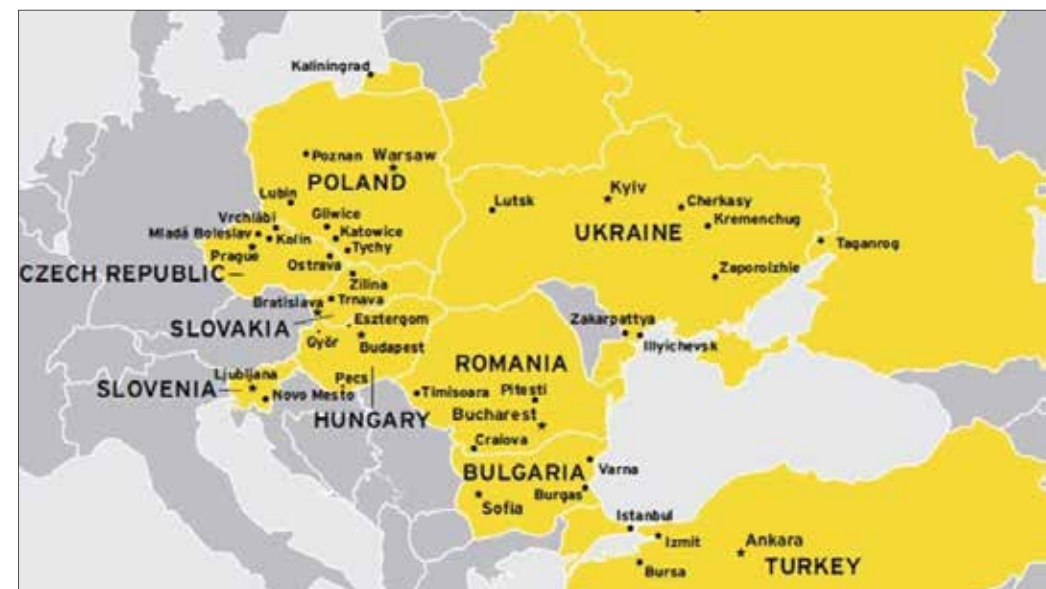 Kaliningrad
Poznan
Warsaw
POLAND
Lubin
Gliwice
Vrchlábí
Mladá Boleslav
Kolín
Katowice
Tychy
Prague
Ostrava
CZECH REPUBLIC
Zilina
Bratislava
Trnava
SLOVAKIA
Esztergom
Györ
Budapest
Ljubljana
SLOVENIA
Novo Mesto
Pecs
HUNGARY
Lutsk
Kyiv
Cherkasy
Kremenchug
UKRAINE
Taganrog
Zaporoizhie
Zakarpattya
Illyichevsk
ROMANIA
Timisoara
Pitesti
Bucharest
Craiova
BULGARIA
Varna
Burgas
Sofia
Istanbul
Izmit
Ankara
Bursa
TURKEY